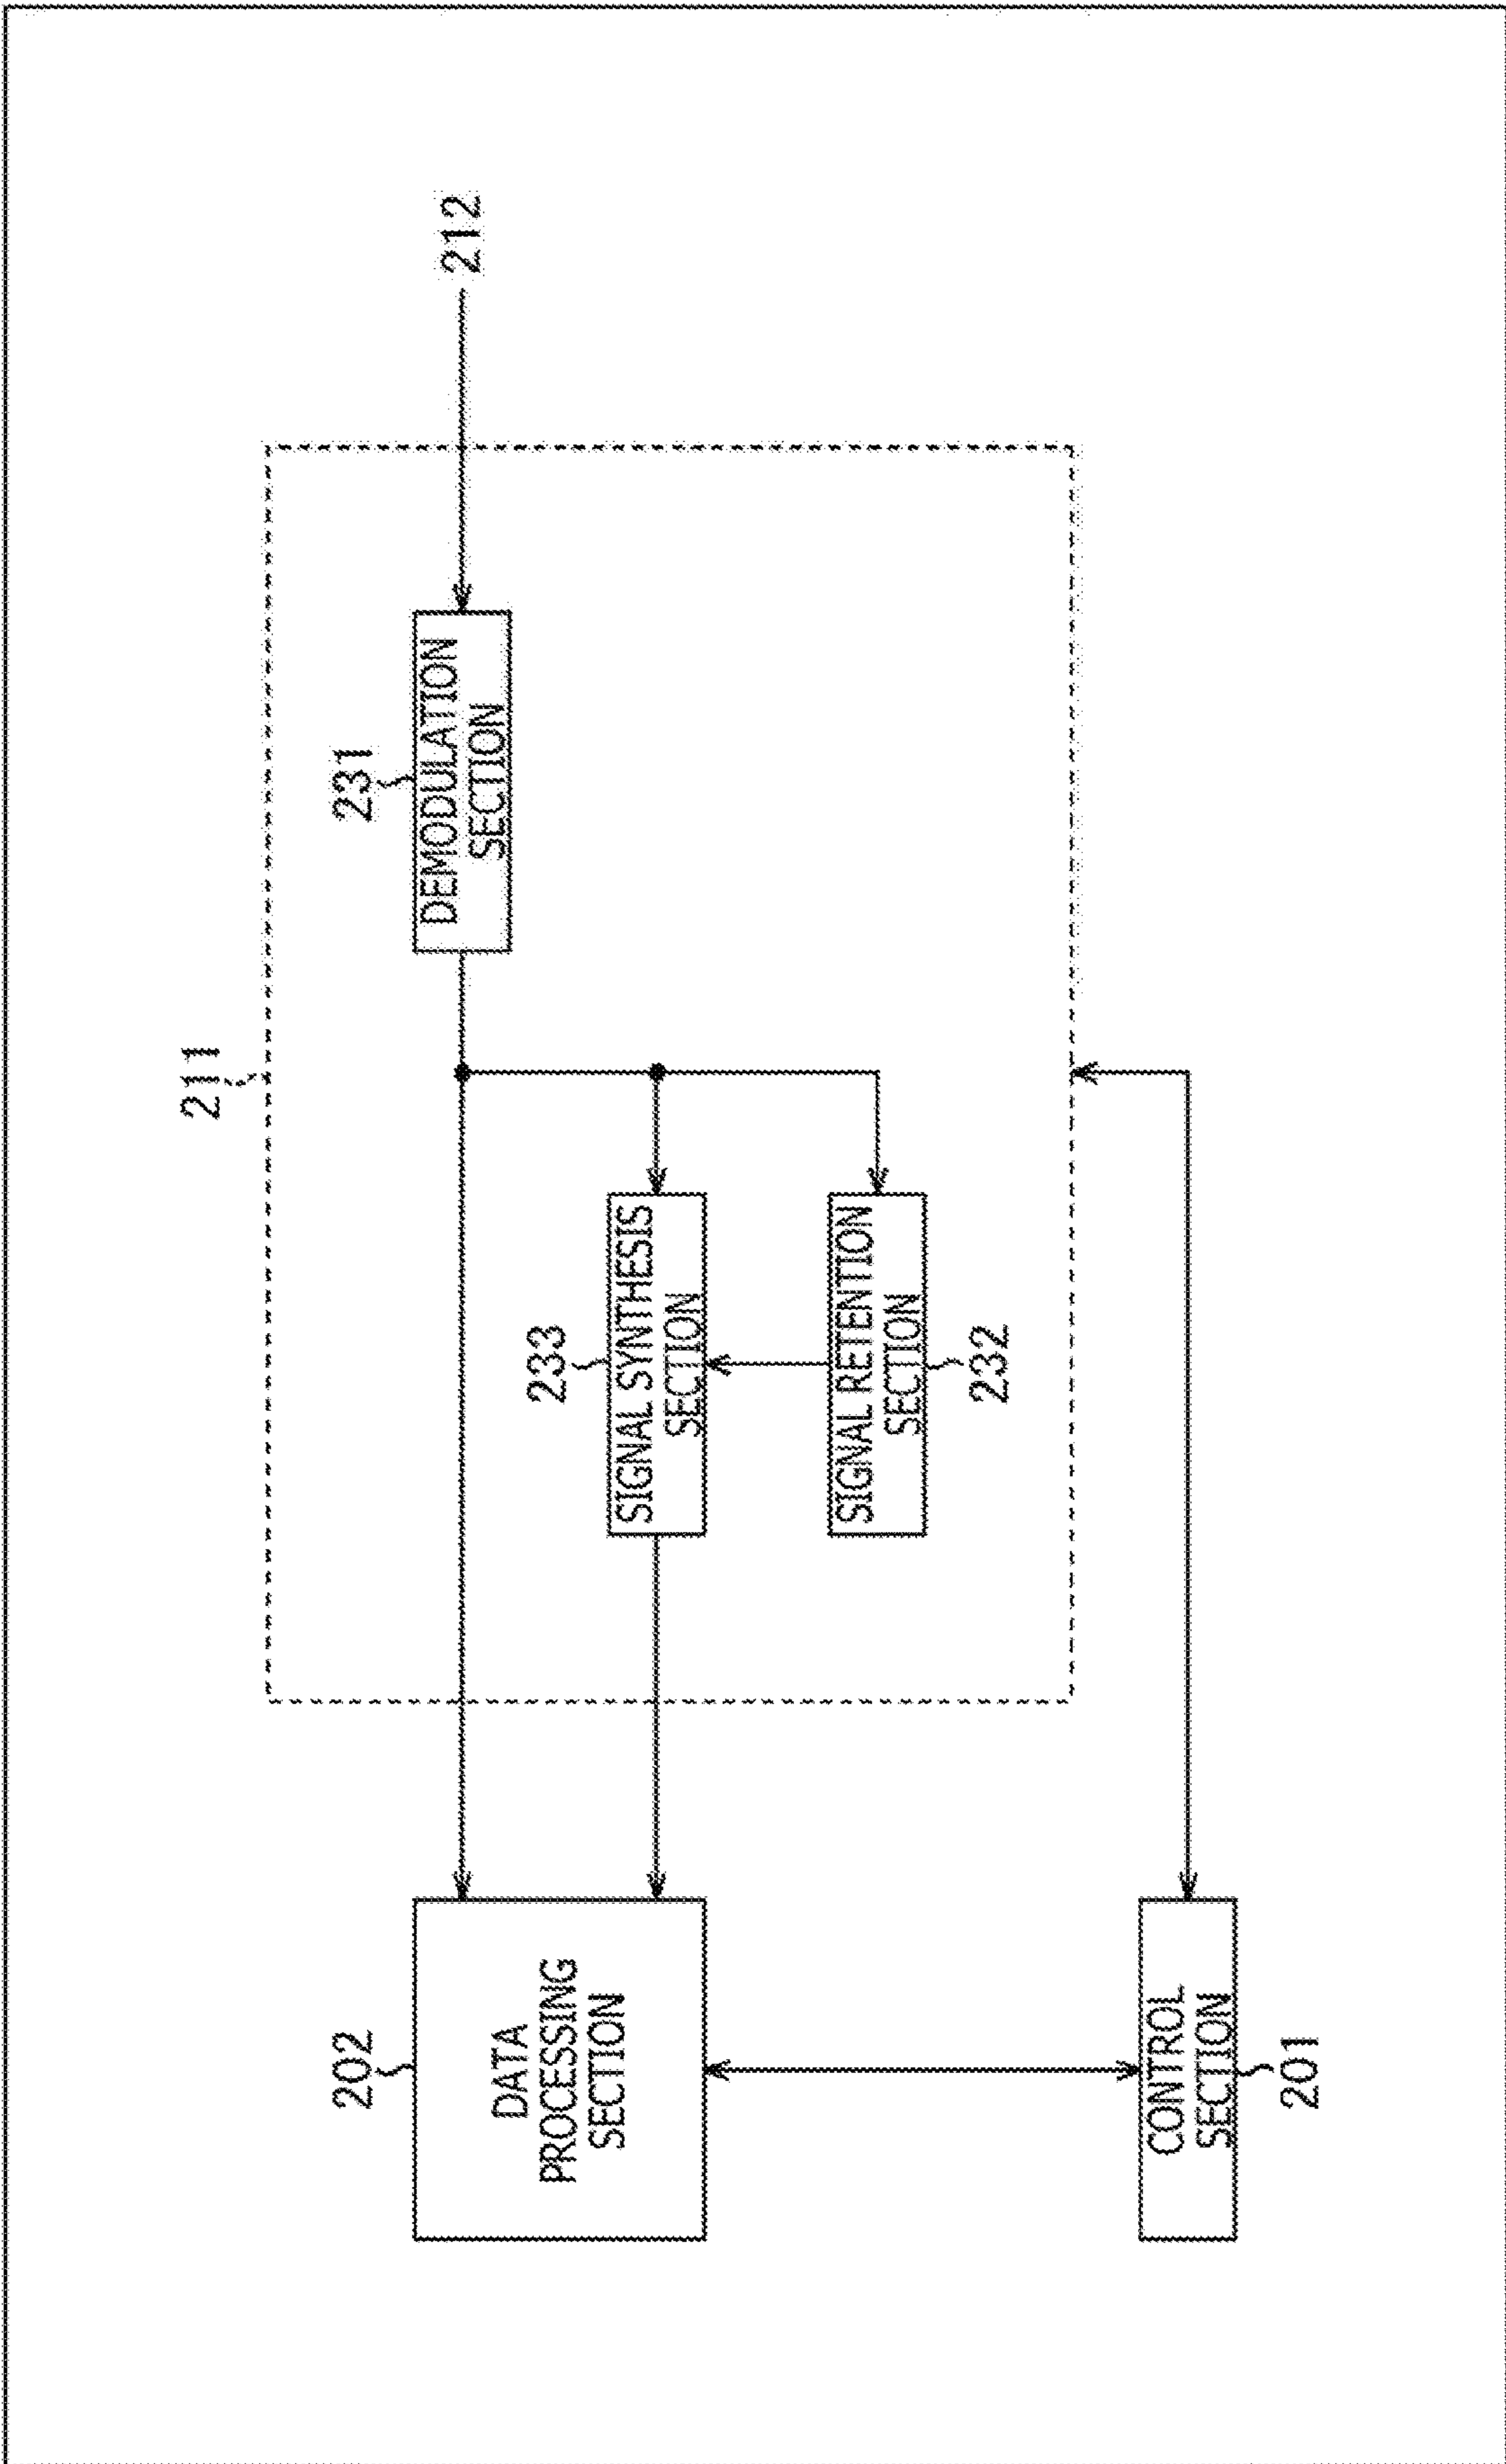 211
202
DATA
PROCESSING
SECTION
231
DEMODULATION
SECTION
212
233
SIGNAL SYNTHESIS
SECTION
SIGNAL RETENTION
SECTION
232
CONTROL
SECTION
201